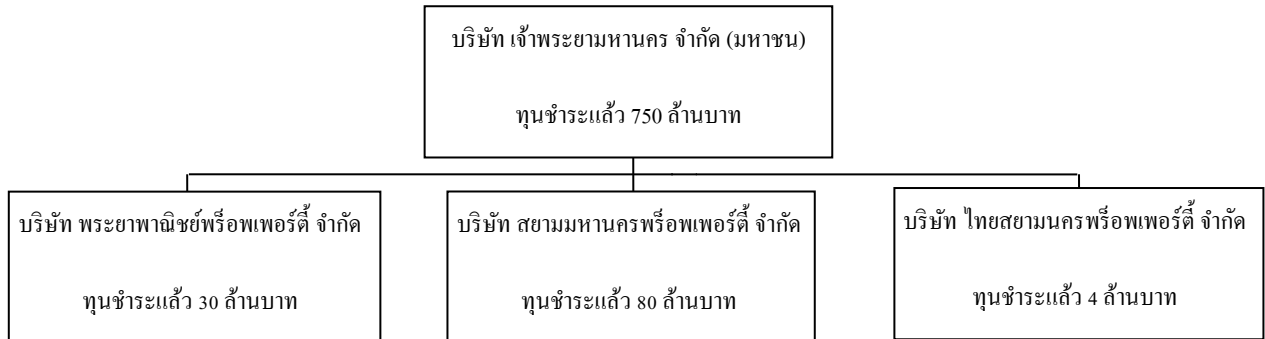 บริษัท เจ้าพระยามหานคร จำกัด (มหาชน)
ทุนชำระแล้ว 750 ล้านบาท
บริษัท พระยาพาณิชย์พร็อพเพอร์ตี้ จำกัด
ทุนชำระแล้ว 30 ล้านบาท
บริษัท สยามมหานครพร็อพเพอร์ตี้ จำกัด
ทุนชำระแล้ว 80 ล้านบาท
บริษัท ไทยสยามนครพร็อพเพอร์ตี้ จำกัด
ทุนชำระแล้ว 4 ล้านบาท